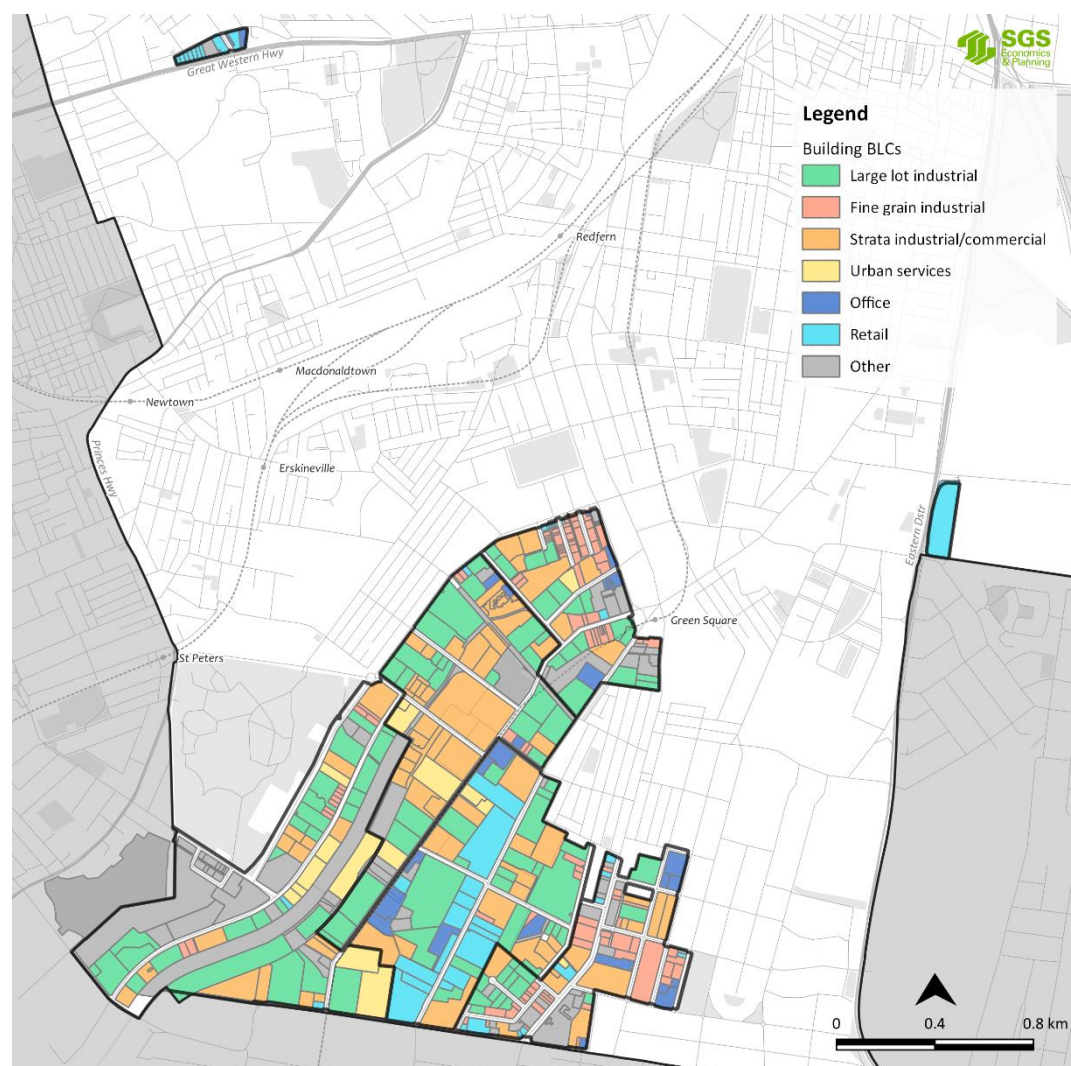 Great Western Hwy
SGS
Economics
& Planning
Legend
Building BLCs
Large lot industrial
Fine grain industrial
Strata industrial/commercial
Urban services
Office
Retail
Other
Redfern
Macdonaldtown
Newtown
Princes Hwy
Erskineville
Eastern Dstr
Green Square
St Peters
0 0.4 0.8 km